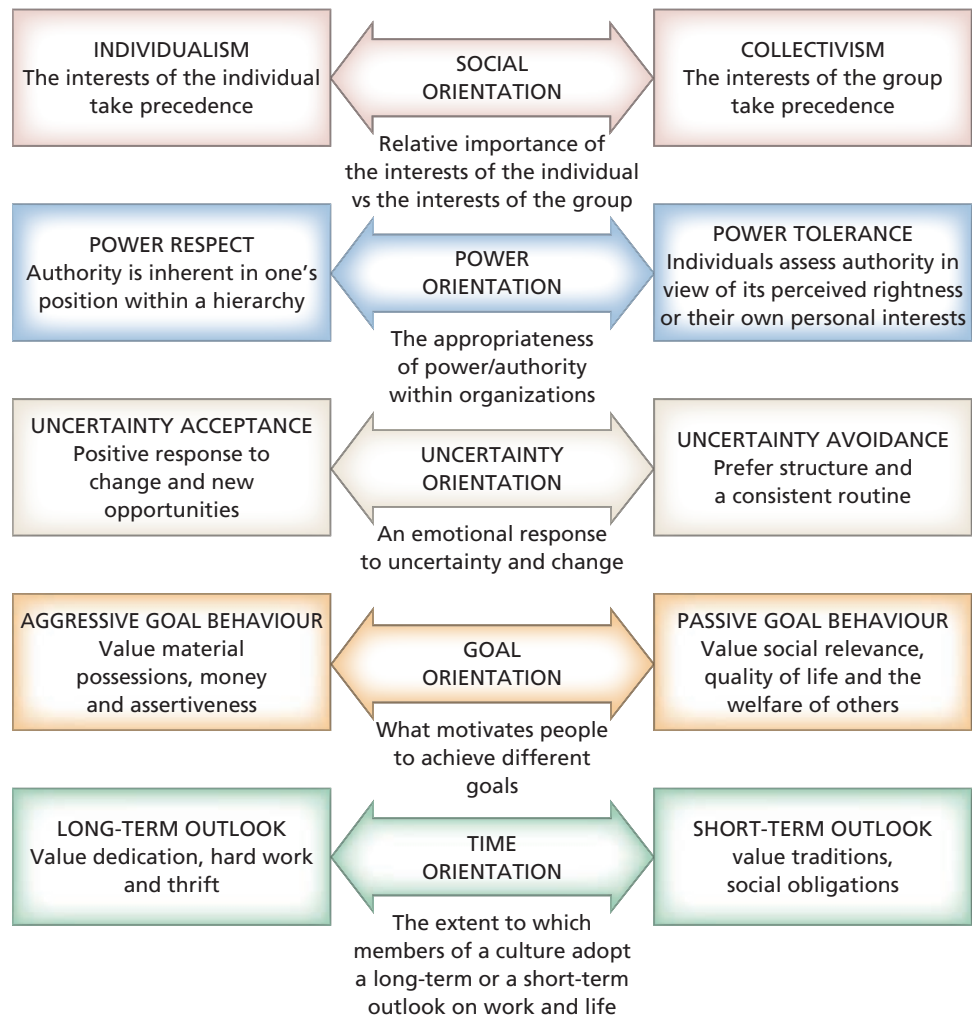 INDIVIDUALISM
The interests of the individual
take precedence
SOCIAL
ORIENTATION
COLLECTIVISM
The interests of the group
take precedence
Relative importance of
the interests of the individual
vs the interests of the group
POWER RESPECT
Authority is inherent in one's
position within a hierarchy
POWER
ORIENTATION
POWER TOLERANCE
Individuals assess authority in
view of its perceived rightness
or their own personal interests
The appropriateness
of power/authority
within organizations
UNCERTAINTY ACCEPTANCE
Positive response to
change and new
opportunities
UNCERTAINTY
ORIENTATION
UNCERTAINTY AVOIDANCE
Prefer structure and
a consistent routine
An emotional response
to uncertainty and change
AGGRESSIVE GOAL BEHAVIOUR
Value material
possessions, money
and assertiveness
GOAL
ORIENTATION
PASSIVE GOAL BEHAVIOUR
Value social relevance,
quality of life and the
welfare of others
What motivates people
to achieve different
goals
LONG-TERM OUTLOOK
Value dedication, hard work
and thrift
TIME
ORIENTATION
SHORT-TERM OUTLOOK
value traditions,
social obligations
The extent to which
members of a culture adopt
a long-term or a short-term
outlook on work and life